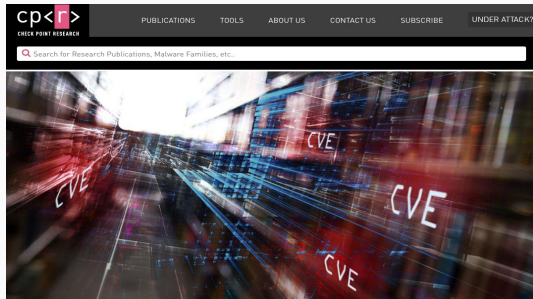 cp<r>
CHECK POINT RESEARCH
PUBLICATIONS TOOLS ABOUT US CONTACT US SUBSCRIBE UNDER ATTACK?
Search for Research Publications, Malware Families, etc..
CVE
CVE
CVE
CVE